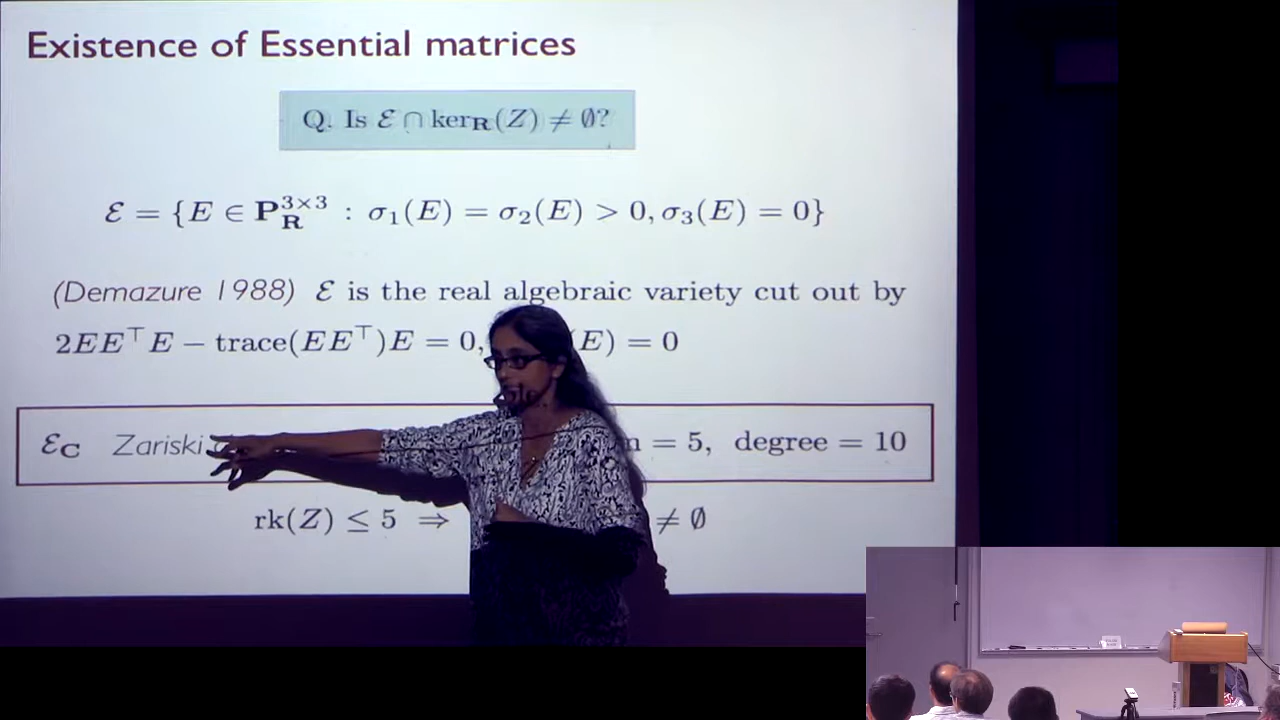 Existence of Essential matrices
Q. Is ℰ ∩ ker_𝐑(Z) ≠ ∅?
ℰ = {E ∈ 𝐏_𝐑^{3×3} : σ₁(E) = σ₂(E) > 0, σ₃(E) = 0}
(Demazure 1988) ℰ is the real algebraic variety cut out by
2EE^⊤E − trace(EE^⊤)E = 0, (E) = 0
ℰ_𝐂 Zariski = 5, degree = 10
rk(Z) ≤ 5 ⇒ ≠ ∅